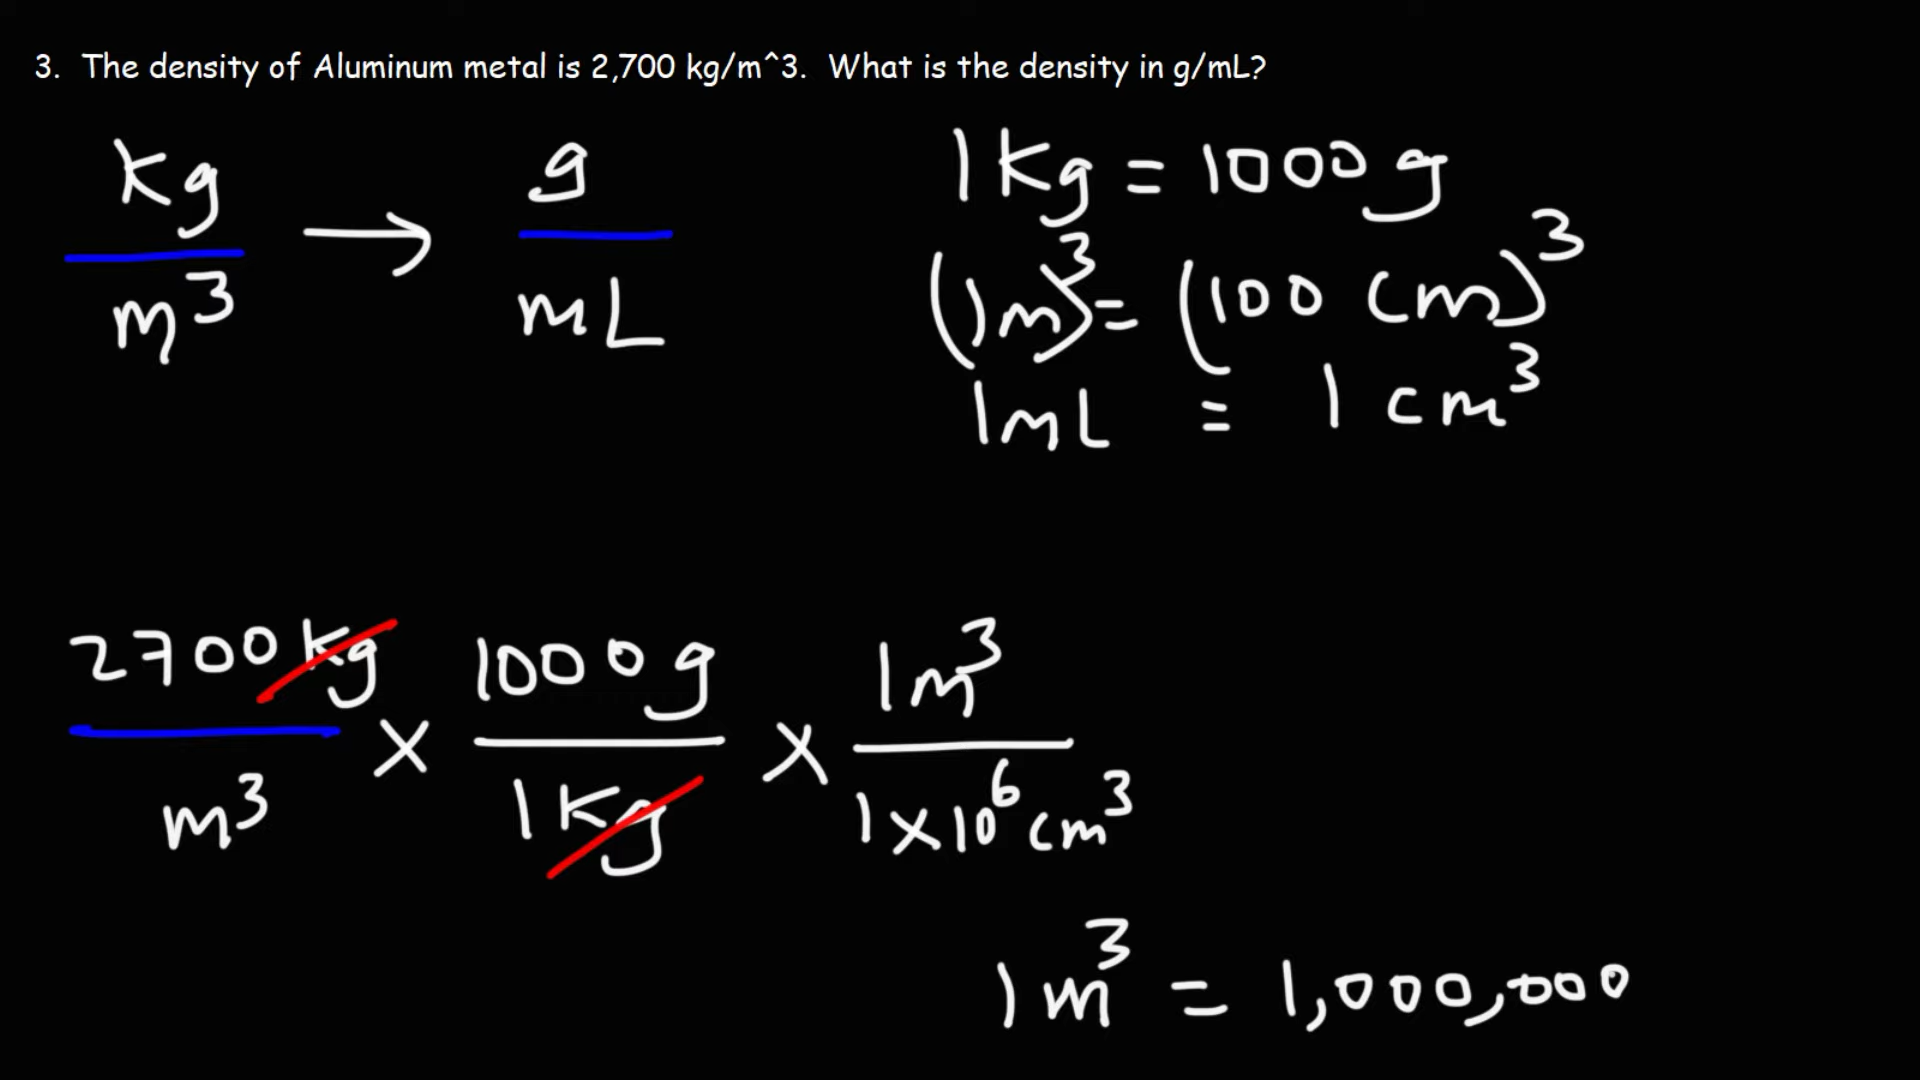 3. The density of Aluminum metal is 2,700 kg/m^3. What is the density in g/mL?
kg/m³ → g/mL
1 kg = 1000 g
(1 m)³ = (100 cm)³
1 mL = 1 cm³
2700 kg/m³ × 1000 g/1 kg × 1 m³/1×10⁶ cm³
1 m³ = 1,000,000